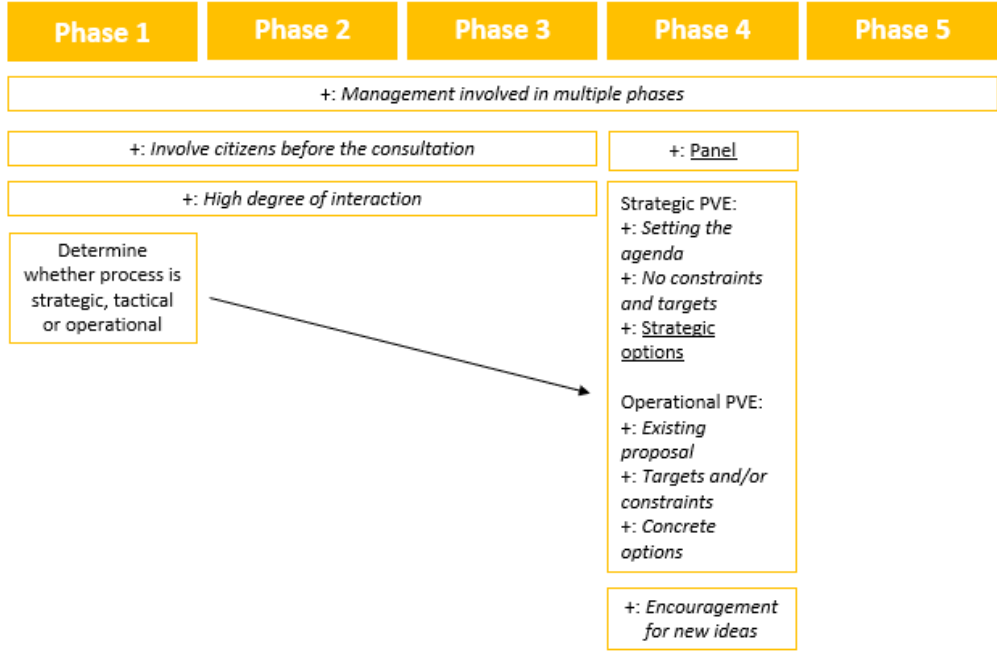 Phase 1
Phase 2
Phase 3
Phase 4
Phase 5
+: Management involved in multiple phases
+: Involve citizens before the consultation
+: Panel
+: High degree of interaction
Determine
whether process is
strategic, tactical
or operational
Strategic PVE:
+: Setting the
agenda
+: No constraints
and targets
+: Strategic
options
Operational PVE:
+: Existing
proposal
+: Targets and/or
constraints
+: Concrete
options
+: Encouragement
for new ideas